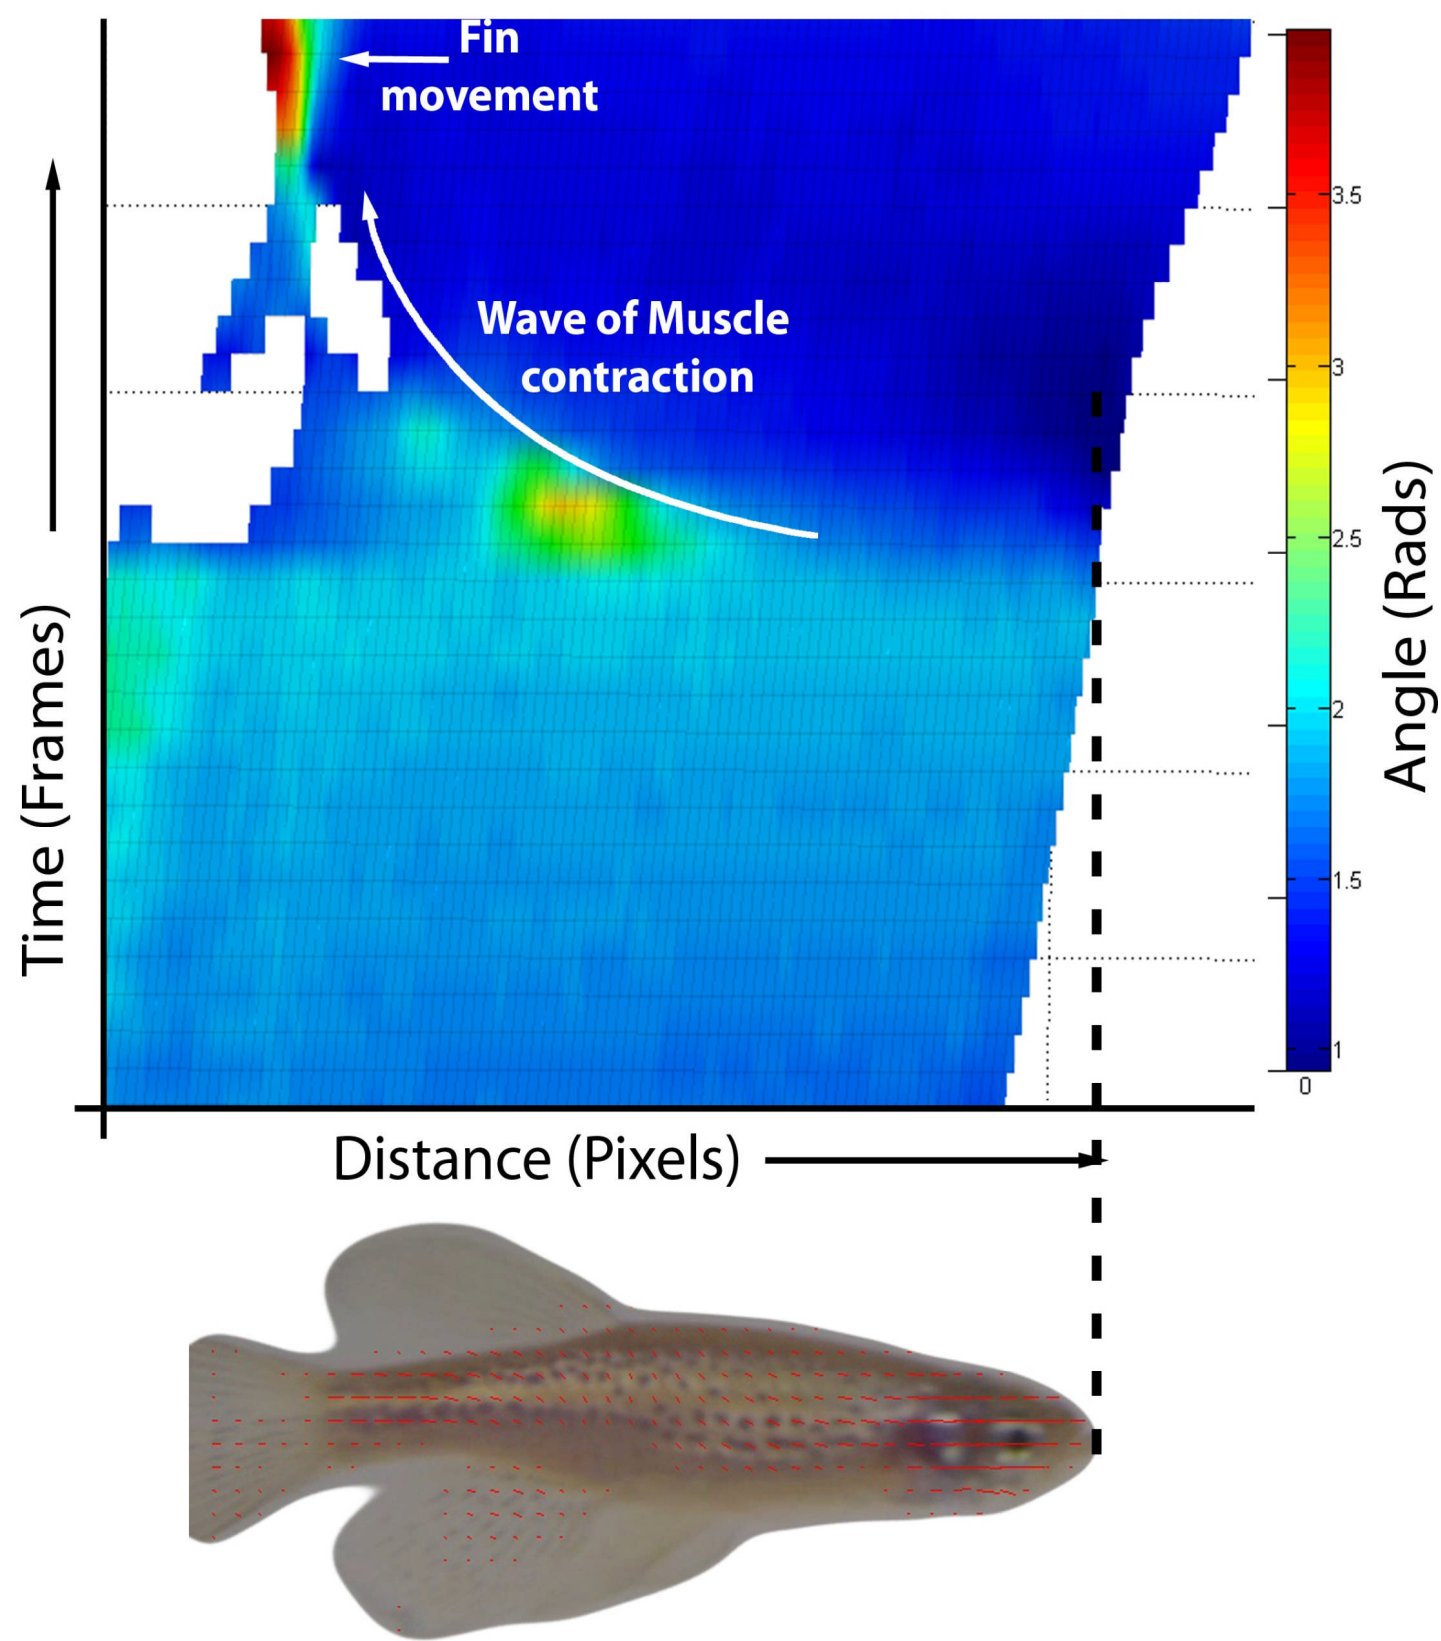 Fin
movement
Wave of Muscle
contraction
3.5
3
2.5
2
1.5
1
0
Angle (Rads)
Time (Frames)
Distance (Pixels)